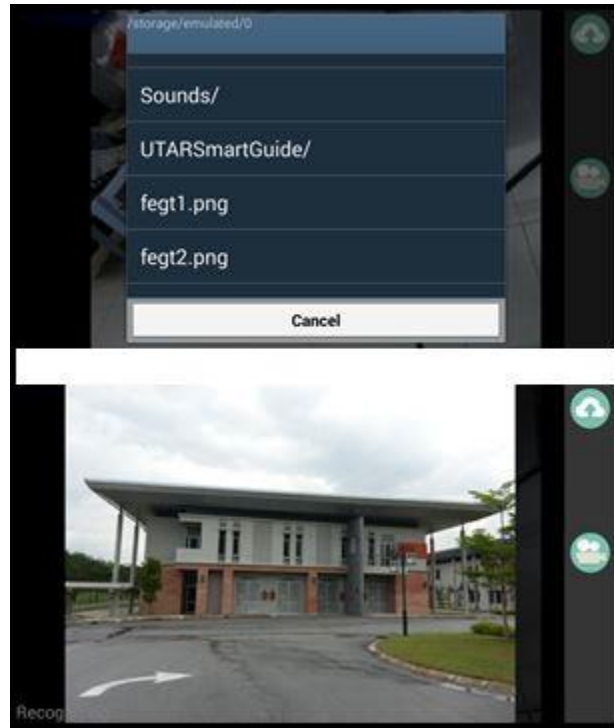 /storage/emulated/0
Sounds/
UTARSmartGuide/
fegt1.png
fegt2.png
Cancel